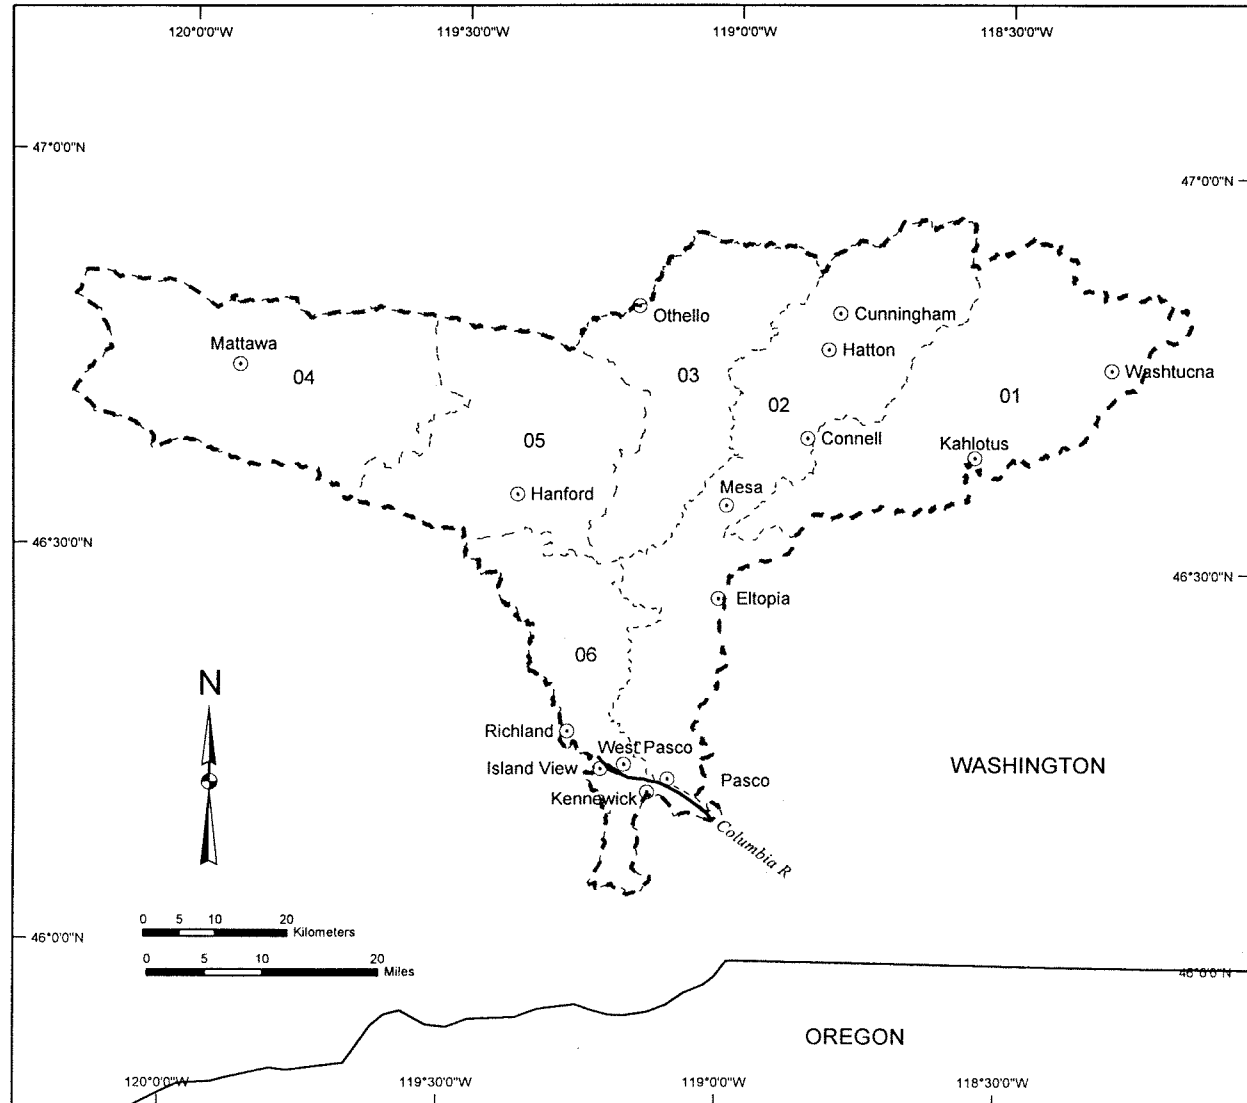 120°0'0"W
119°30'0"W
119°0'0"W
118°30'0"W
47°0'0"N
47°0'0"N
Othello
Cunningham
Mattawa
Hatton
04
03
Washtucna
01
02
05
Connell
Kahlotus
Mesa
Hanford
46°30'0"N
46°30'0"N
Eltopia
06
N
Richland
West Pasco
Island View
WASHINGTON
Pasco
Kennewick
Columbia R
0 5 10 20
Kilometers
46°0'0"N
0 5 10 20
Miles
46°0'0"N
OREGON
120°0'0"W
119°30'0"W
119°0'0"W
118°30'0"W